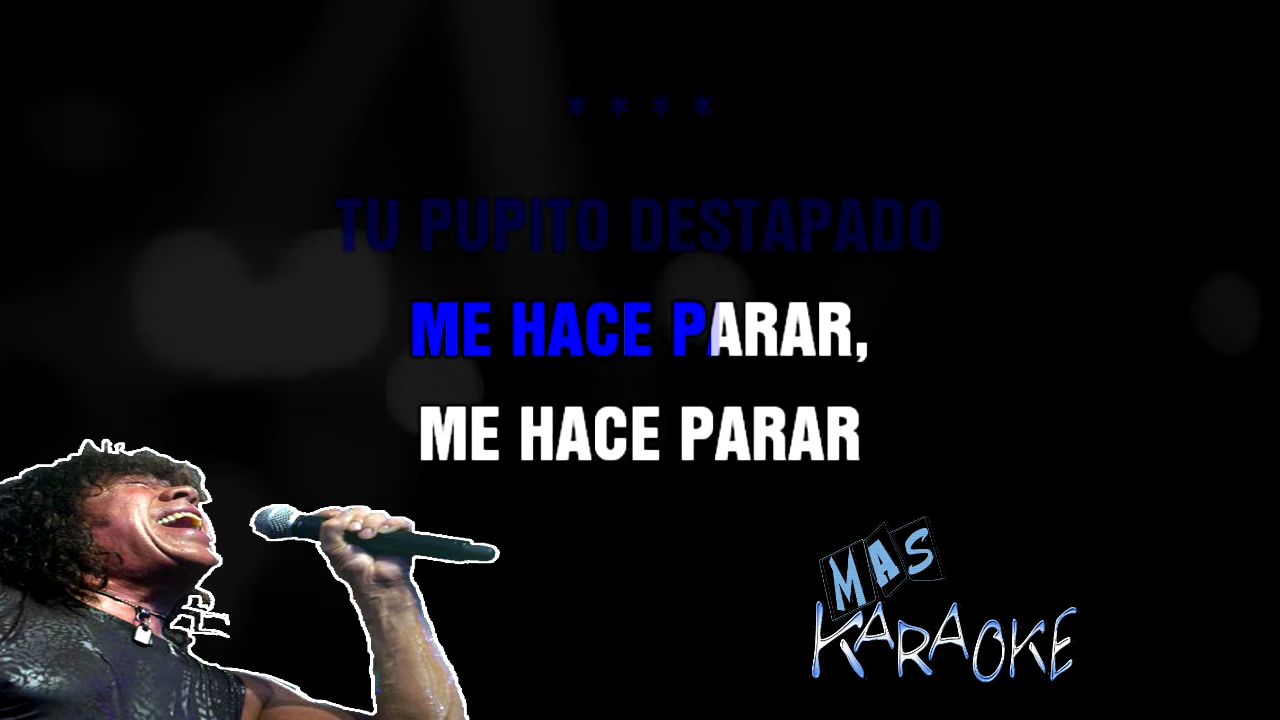 * * * *
TU PUPITO DESTAPADO
ME HACE PARAR,
ME HACE PARAR
MAS
KARAOKE